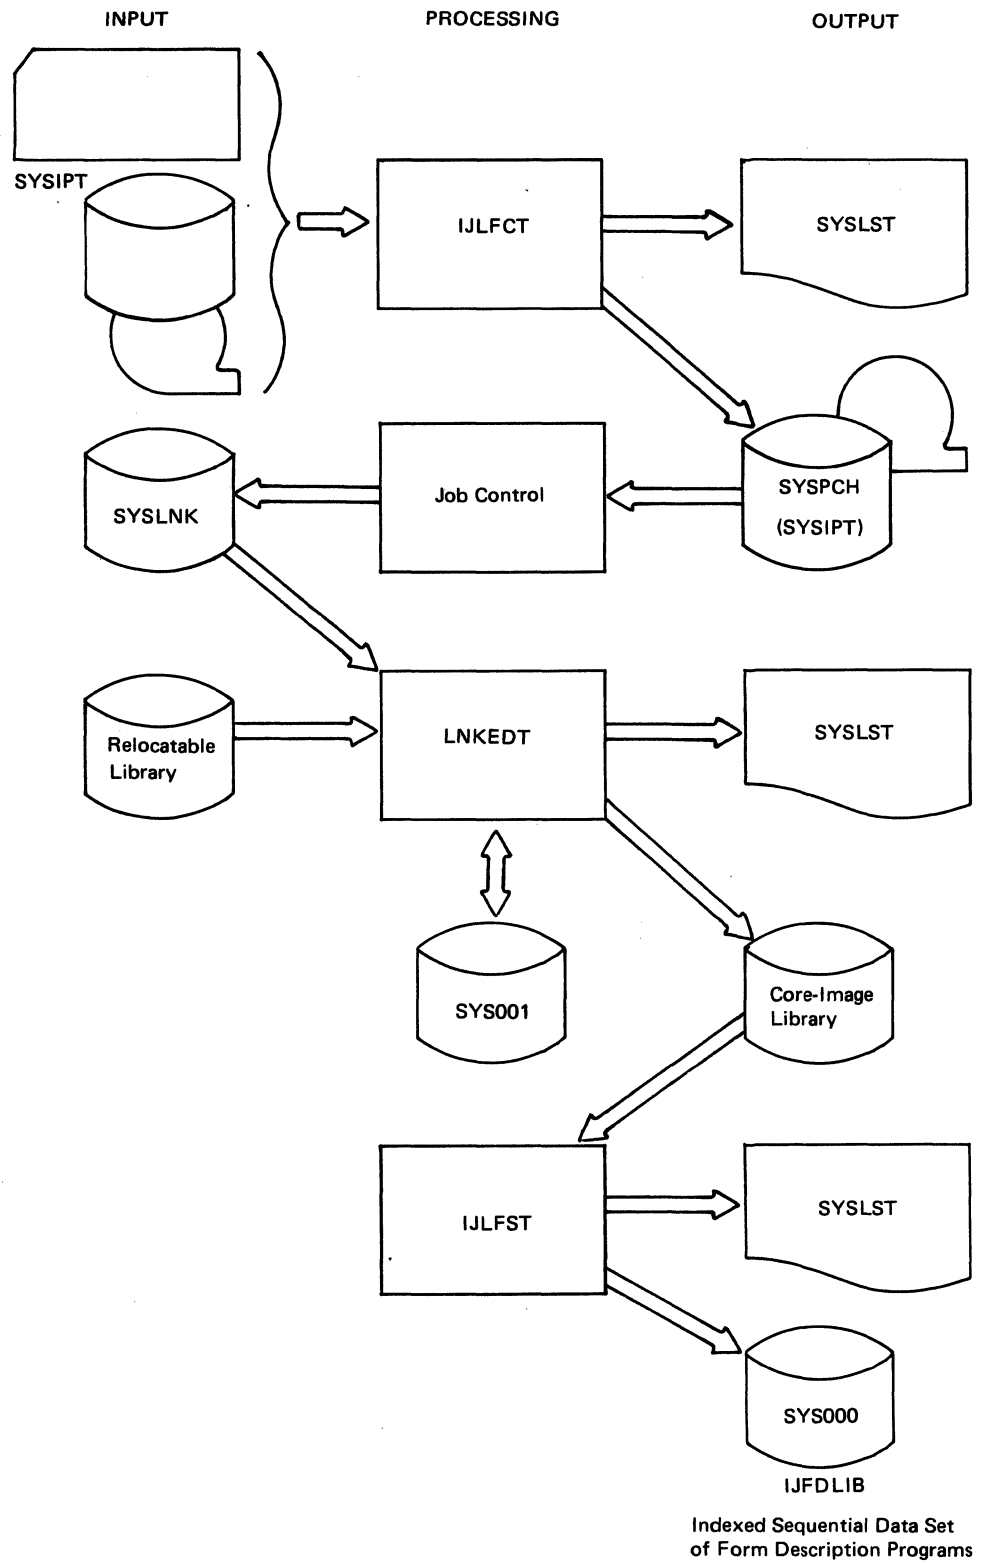 INPUT PROCESSING OUTPUT
SYSIPT
IJLFCT
SYSLST
SYSLNK
Job Control
SYSPCH
(SYSIPT)
Relocatable
Library
LNKEDT
SYSLST
SYS001
Core-Image
Library
IJLFST
SYSLST
SYS000
IJFDLIB
Indexed Sequential Data Set
of Form Description Programs